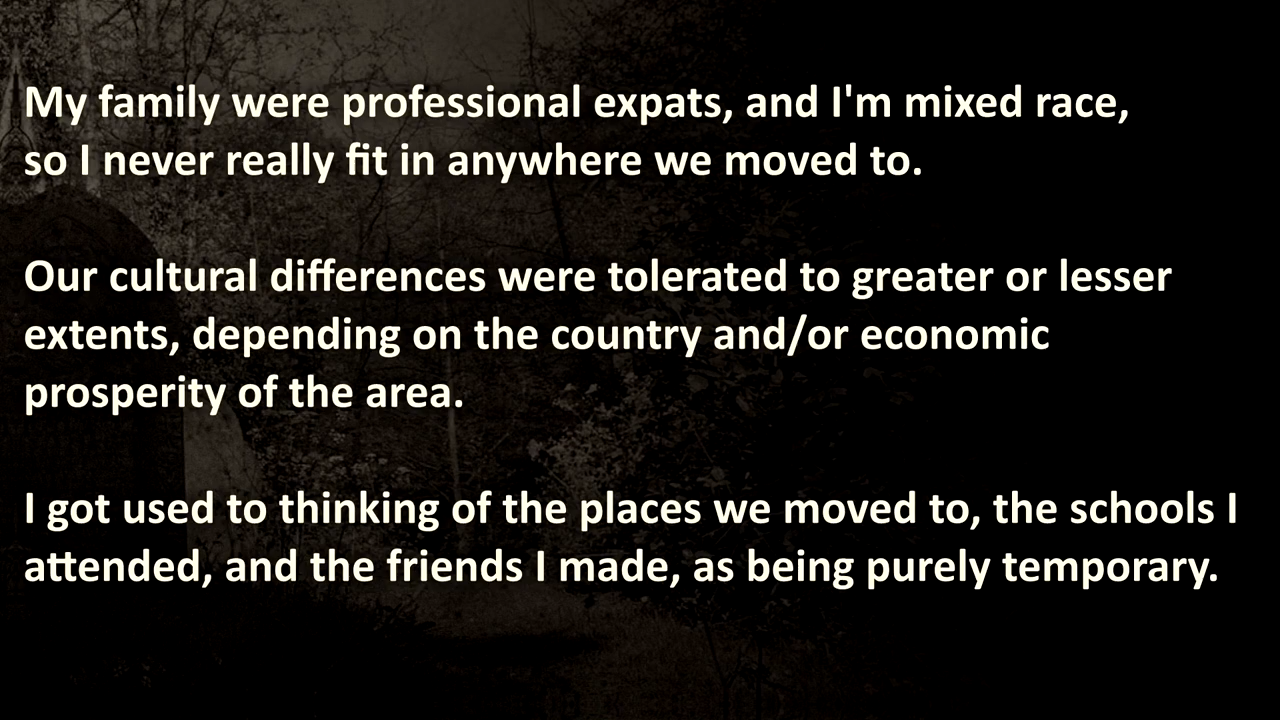 My family were professional expats, and I'm mixed race,
so I never really fit in anywhere we moved to.
Our cultural differences were tolerated to greater or lesser
extents, depending on the country and/or economic
prosperity of the area.
I got used to thinking of the places we moved to, the schools I
attended, and the friends I made, as being purely temporary.